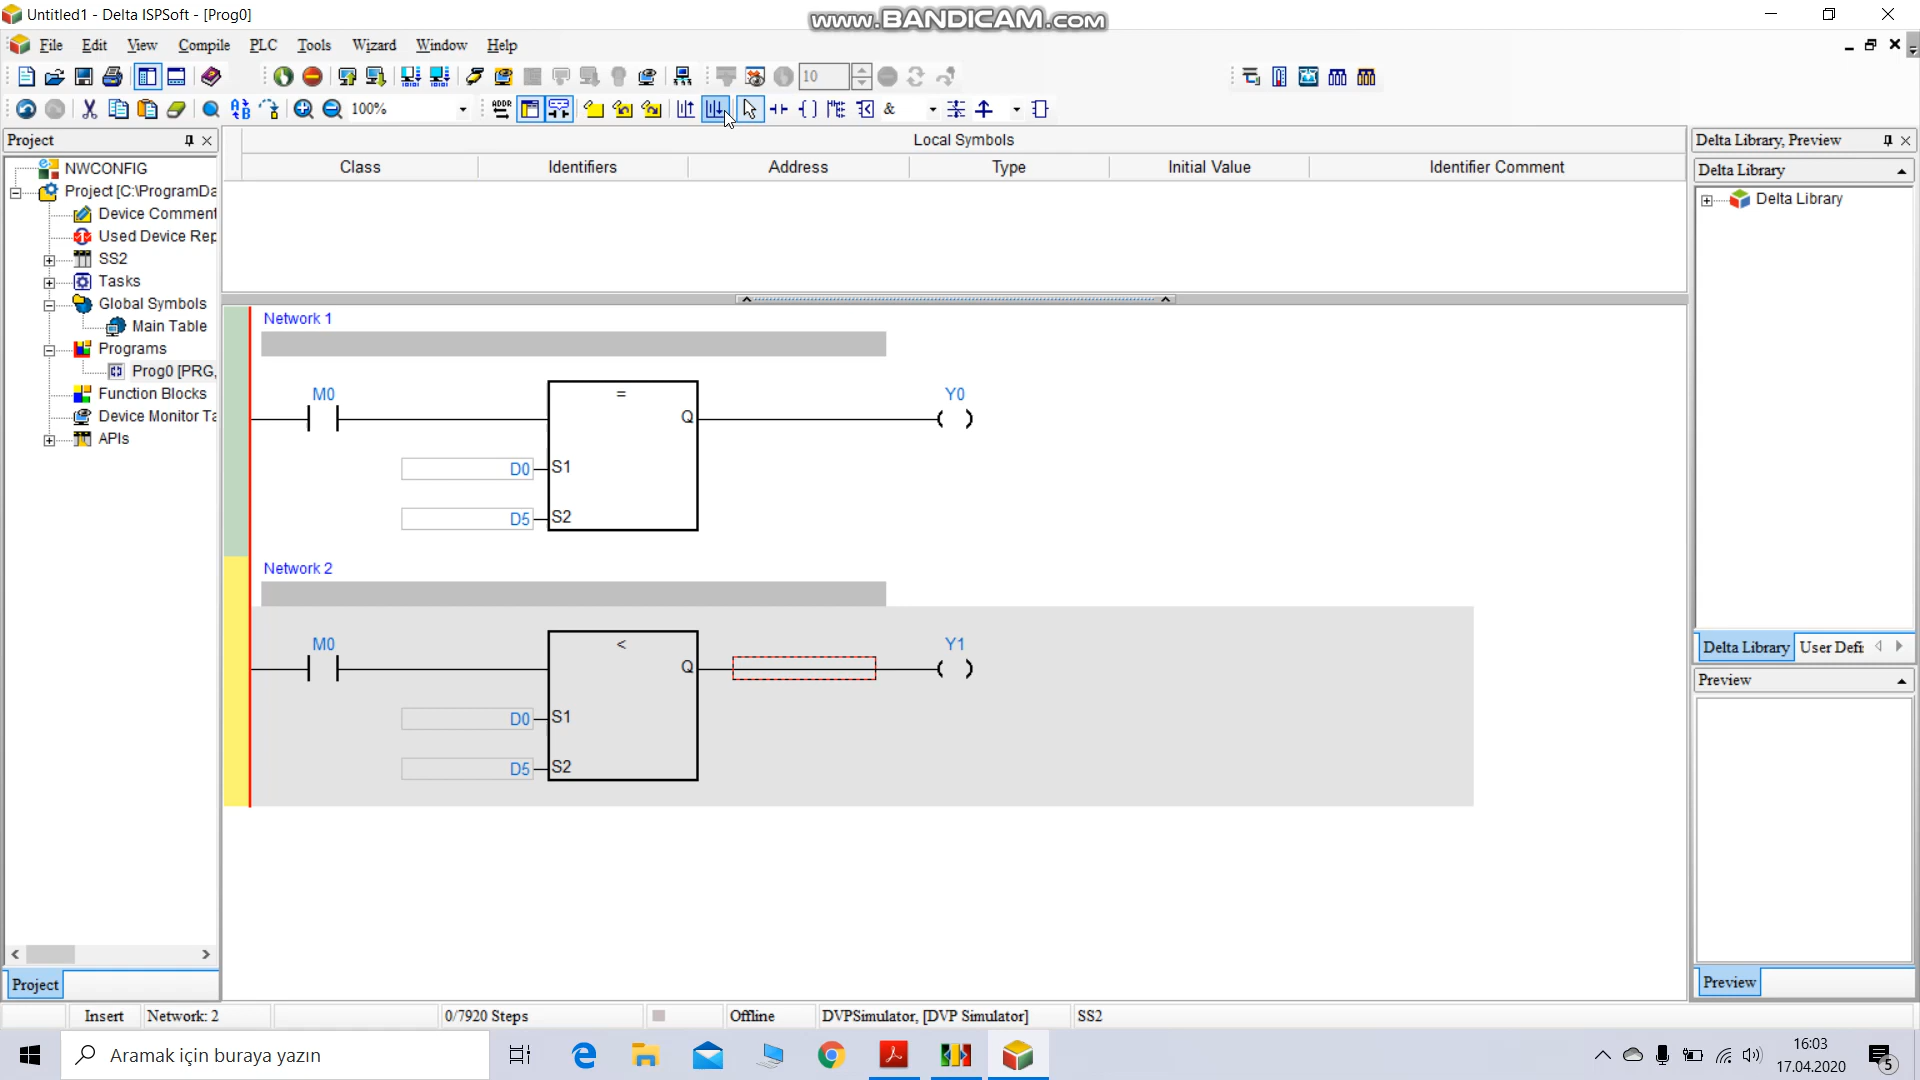 Untitled1 - Delta ISPSoft - [Prog0]
www.BANDICAM.com
File Edit View Compile PLC Tools Wizard Window Help
10
100%
ADDR
&
Project
NWCONFIG
Project [C:\ProgramDa
Device Comment
Used Device Rep
SS2
Tasks
Global Symbols
Main Table
Programs
Prog0 [PRG,
Function Blocks
Device Monitor Ta
APIs
Project
Local Symbols
Class Identifiers Address Type Initial Value Identifier Comment
Network 1
M0 = Y0
Q
D0 S1
D5 S2
Network 2
M0 < Y1
Q
D0 S1
D5 S2
Delta Library, Preview
Delta Library
Delta Library
Delta Library User Defi
Preview
Preview
Insert Network: 2 0/7920 Steps Offline DVPSimulator, [DVP Simulator] SS2
Aramak için buraya yazın
16:03
17.04.2020
5